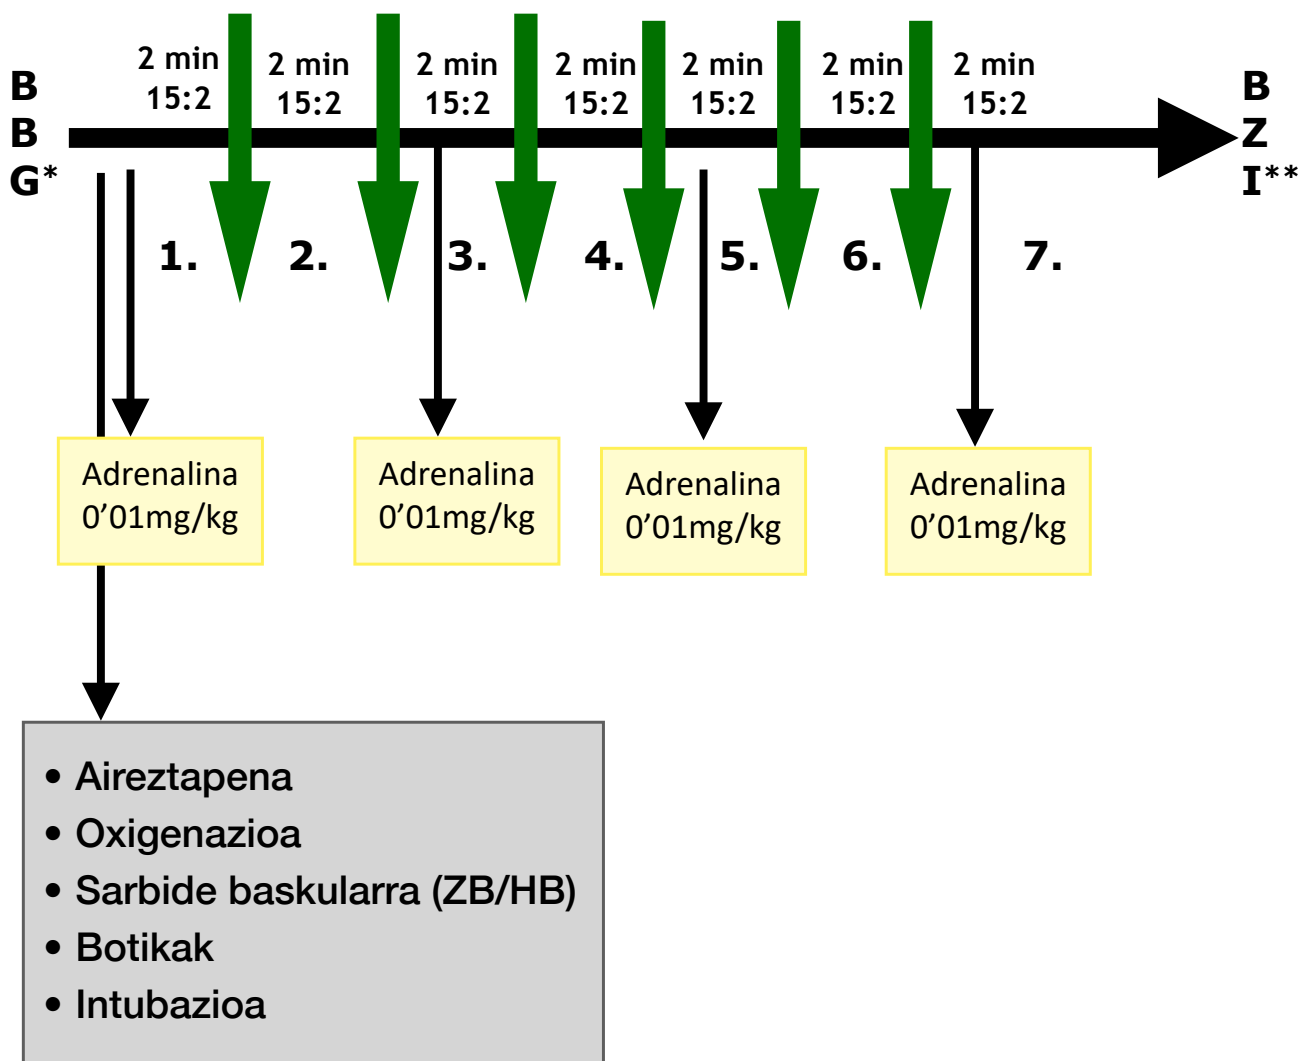 2 min
15:2
2 min
15:2
2 min
15:2
2 min
15:2
2 min
15:2
2 min
15:2
2 min
15:2
B
B
G*
B
Z
I**
1.
2.
3.
4.
5.
6.
7.
Adrenalina
0’01mg/kg
Adrenalina
0’01mg/kg
Adrenalina
0’01mg/kg
Adrenalina
0’01mg/kg
• Aireztapena
• Oxigenazioa
• Sarbide baskularra (ZB/HB)
• Botikak
• Intubazioa